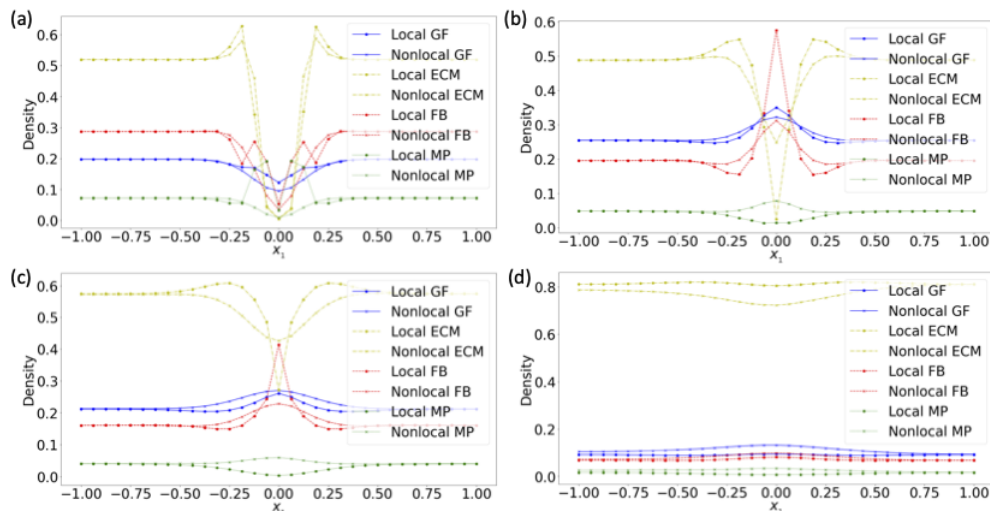 (a)
Density
0.6
0.5
0.4
0.3
0.2
0.1
0.0
−1.00 −0.75 −0.50 −0.25 0.00 0.25 0.50 0.75 1.00
x₁
Local GF
Nonlocal GF
Local ECM
Nonlocal ECM
Local FB
Nonlocal FB
Local MP
Nonlocal MP
(b)
Density
0.6
0.5
0.4
0.3
0.2
0.1
0.0
−1.00 −0.75 −0.50 −0.25 0.00 0.25 0.50 0.75 1.00
x₁
Local GF
Nonlocal GF
Local ECM
Nonlocal ECM
Local FB
Nonlocal FB
Local MP
Nonlocal MP
(c)
Density
0.6
0.5
0.4
0.3
0.2
0.1
0.0
−1.00 −0.75 −0.50 −0.25 0.00 0.25 0.50 0.75 1.00
Local GF
Nonlocal GF
Local ECM
Nonlocal ECM
Local FB
Nonlocal FB
Local MP
Nonlocal MP
(d)
Density
0.8
0.6
0.4
0.2
0.0
−1.00 −0.75 −0.50 −0.25 0.00 0.25 0.50 0.75 1.00
Local GF
Nonlocal GF
Local ECM
Nonlocal ECM
Local FB
Nonlocal FB
Local MP
Nonlocal MP